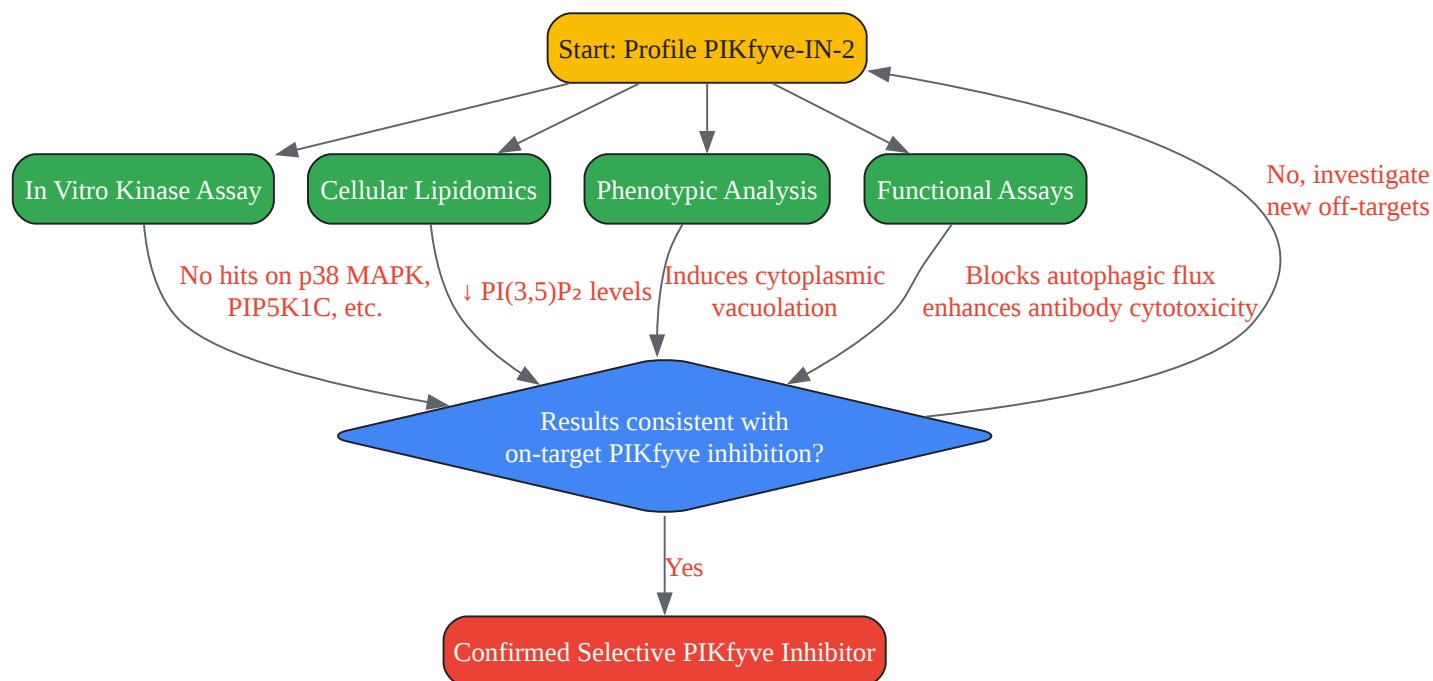 Start: Profile PIKfyve-IN-2
In Vitro Kinase Assay
Cellular Lipidomics
Phenotypic Analysis
Functional Assays
No, investigate
new off-targets
No hits on p38 MAPK,
PIP5K1C, etc.
↓ PI(3,5)P₂ levels
Induces cytoplasmic
vacuolation
Blocks autophagic flux
enhances antibody cytotoxicity
Results consistent with
on-target PIKfyve inhibition?
Yes
Confirmed Selective PIKfyve Inhibitor